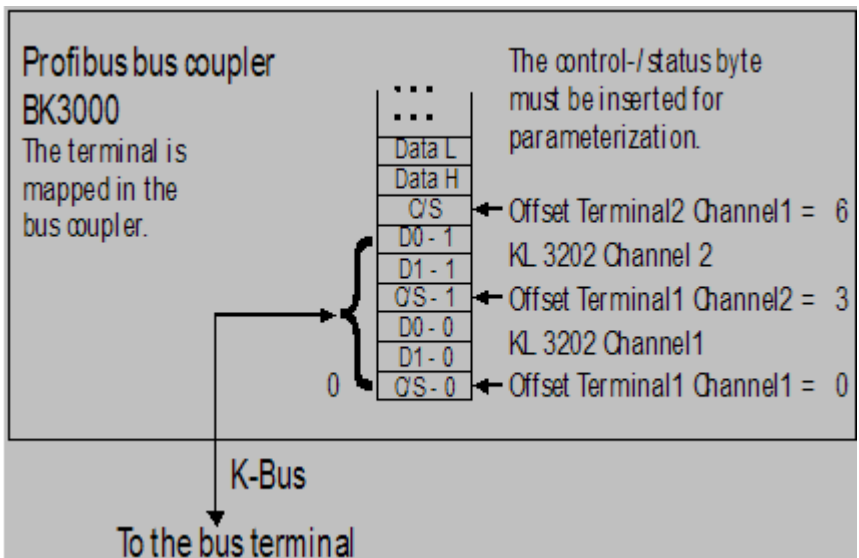 Profibus bus coupler
BK3000
The terminal is
mapped in the
bus coupler.
The control-/status byte
must be inserted for
parameterization.
...
...
Data L
Data H
C/S
D0 - 1
D1 - 1
C/S - 1
D0 - 0
D1 - 0
C/S - 0
0
Offset Terminal2 Channel1 = 6
KL 3202 Channel 2
Offset Terminal1 Channel2 = 3
KL 3202 Channel1
Offset Terminal1 Channel1 = 0
K-Bus
To the bus terminal